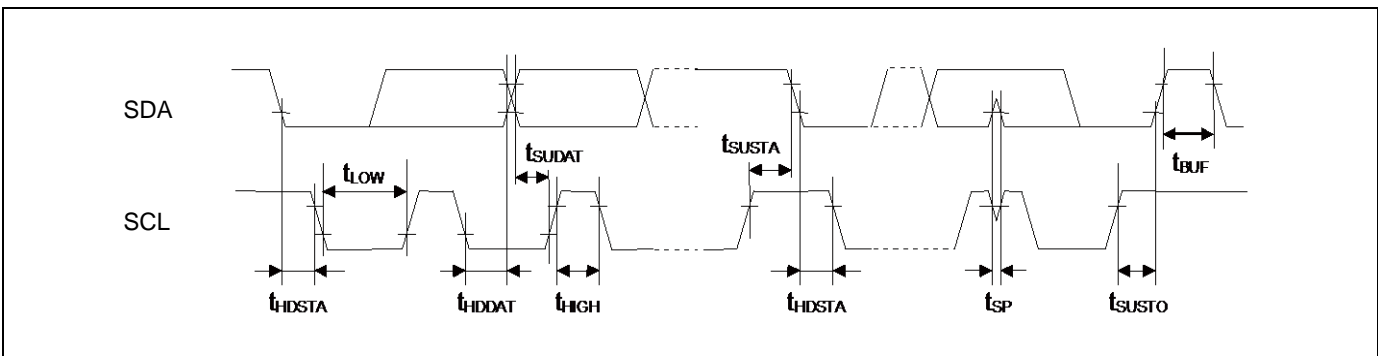 SDA
tSUDAT
tSUSTA
tBUF
tLOW
SCL
tHDSTA
tHDDAT
tHIGH
tHDSTA
tSP
tSUSTO